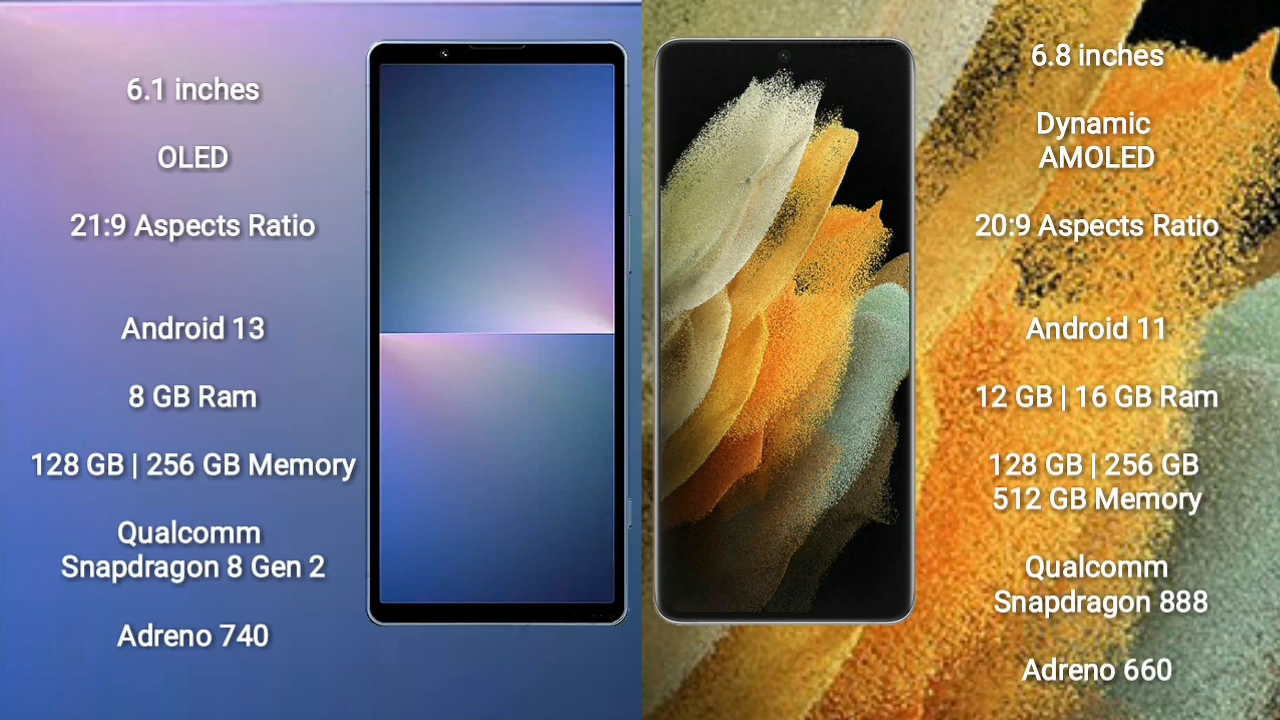 6.1 inches
OLED
21:9 Aspects Ratio
Android 13
8 GB Ram
128 GB | 256 GB Memory
Qualcomm
Snapdragon 8 Gen 2
Adreno 740
6.8 inches
Dynamic
AMOLED
20:9 Aspects Ratio
Android 11
12 GB | 16 GB Ram
128 GB | 256 GB
512 GB Memory
Qualcomm
Snapdragon 888
Adreno 660